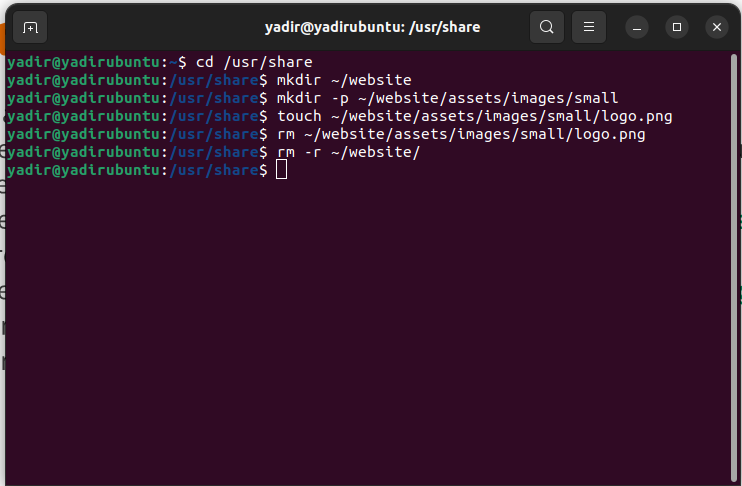 yadir@yadirubuntu: /usr/share
yadir@yadirubuntu:~$ cd /usr/share
yadir@yadirubuntu:/usr/share$ mkdir ~/website
yadir@yadirubuntu:/usr/share$ mkdir -p ~/website/assets/images/small
yadir@yadirubuntu:/usr/share$ touch ~/website/assets/images/small/logo.png
yadir@yadirubuntu:/usr/share$ rm ~/website/assets/images/small/logo.png
yadir@yadirubuntu:/usr/share$ rm -r ~/website/
yadir@yadirubuntu:/usr/share$